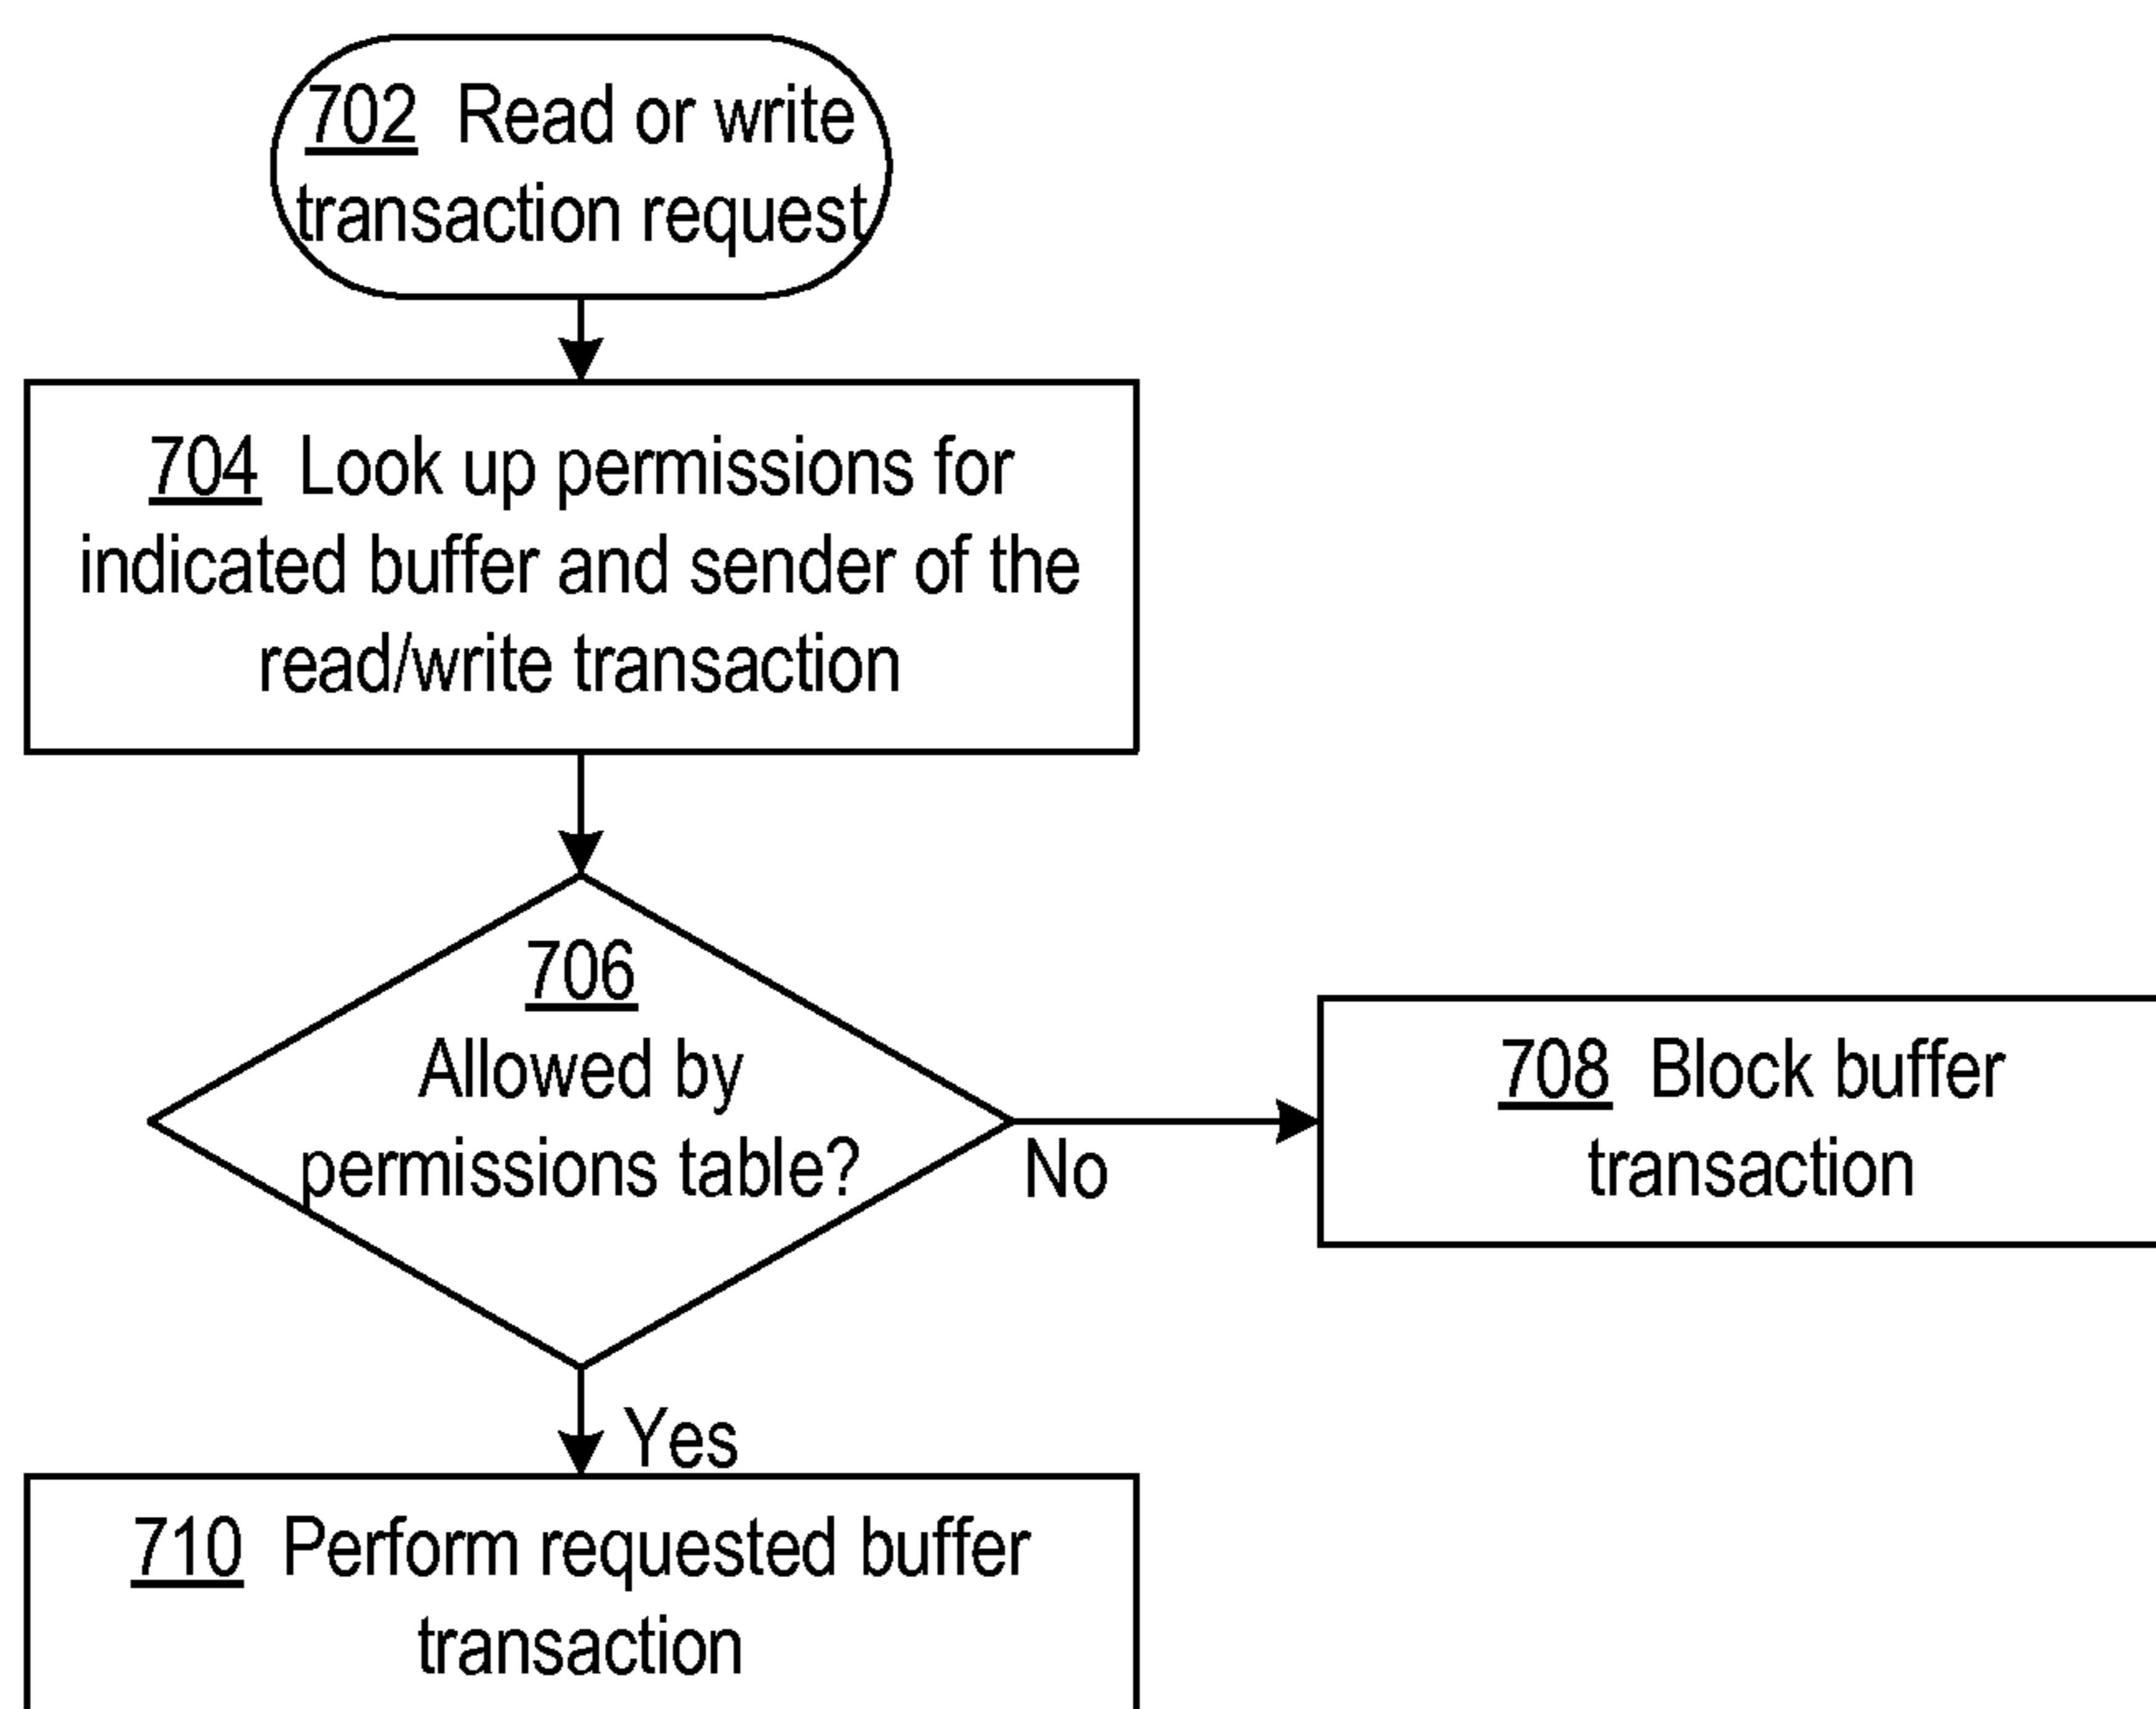 702 Read or write
transaction request
704 Look up permissions for
indicated buffer and sender of the
read/write transaction
706
Allowed by
permissions table?
No
708 Block buffer
transaction
Yes
710 Perform requested buffer
transaction